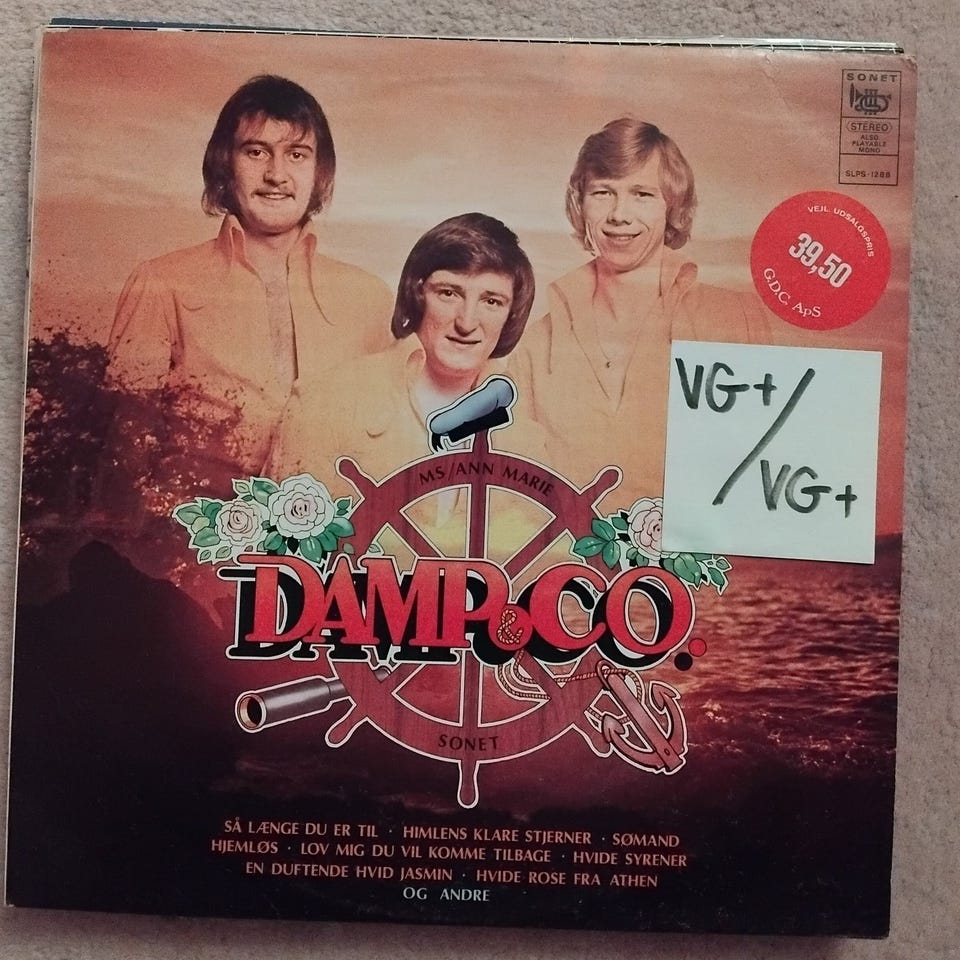 SONET
STEREO
ALSO
PLAYABLE
MONO
SLPS-1288
VEJL. UDSALGSPRIS
39,50
G.D.C. ApS
VG+/
VG+
MS ANN MARIE
DAMP & CO.
SONET
SÅ LÆNGE DU ER TIL · HIMLENS KLARE STJERNER · SØMAND
HJEMLØS · LOV MIG DU VIL KOMME TILBAGE · HVIDE SYRENER
EN DUFTENDE HVID JASMIN · HVIDE ROSE FRA ATHEN
OG ANDRE